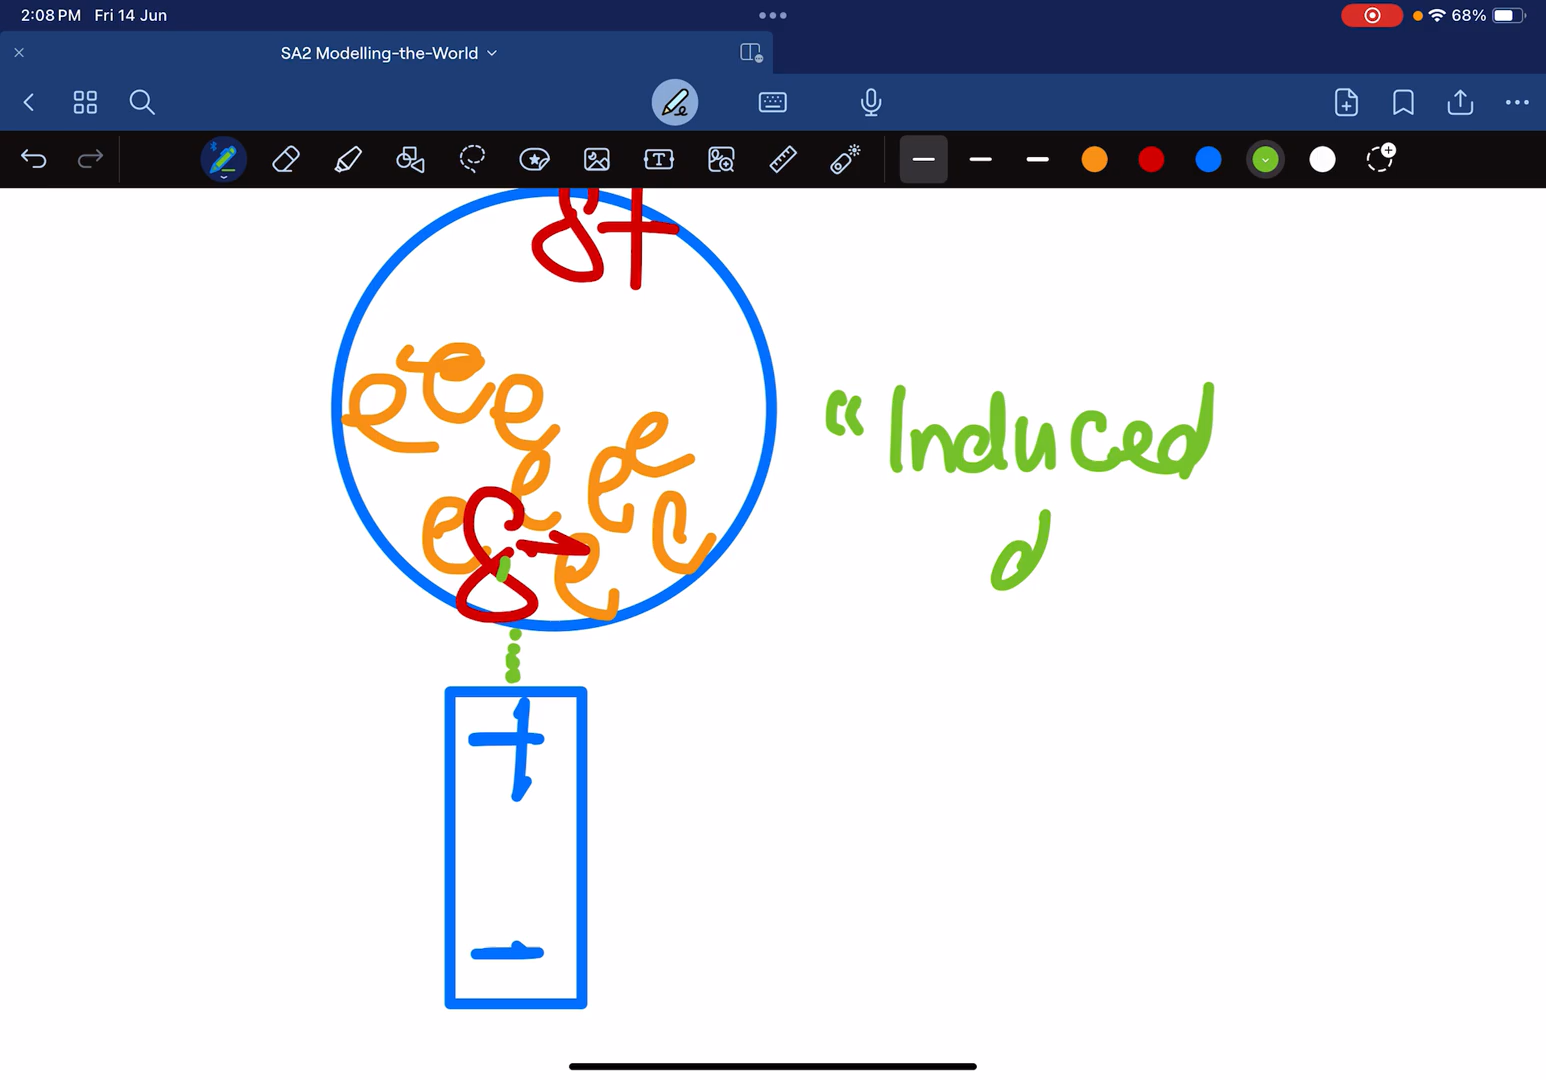 2:08 PM Fri 14 Jun
68%
SA2 Modelling-the-World
T
δ+
e e e
e e
e e e
δ- e
"Induced
d
+
-